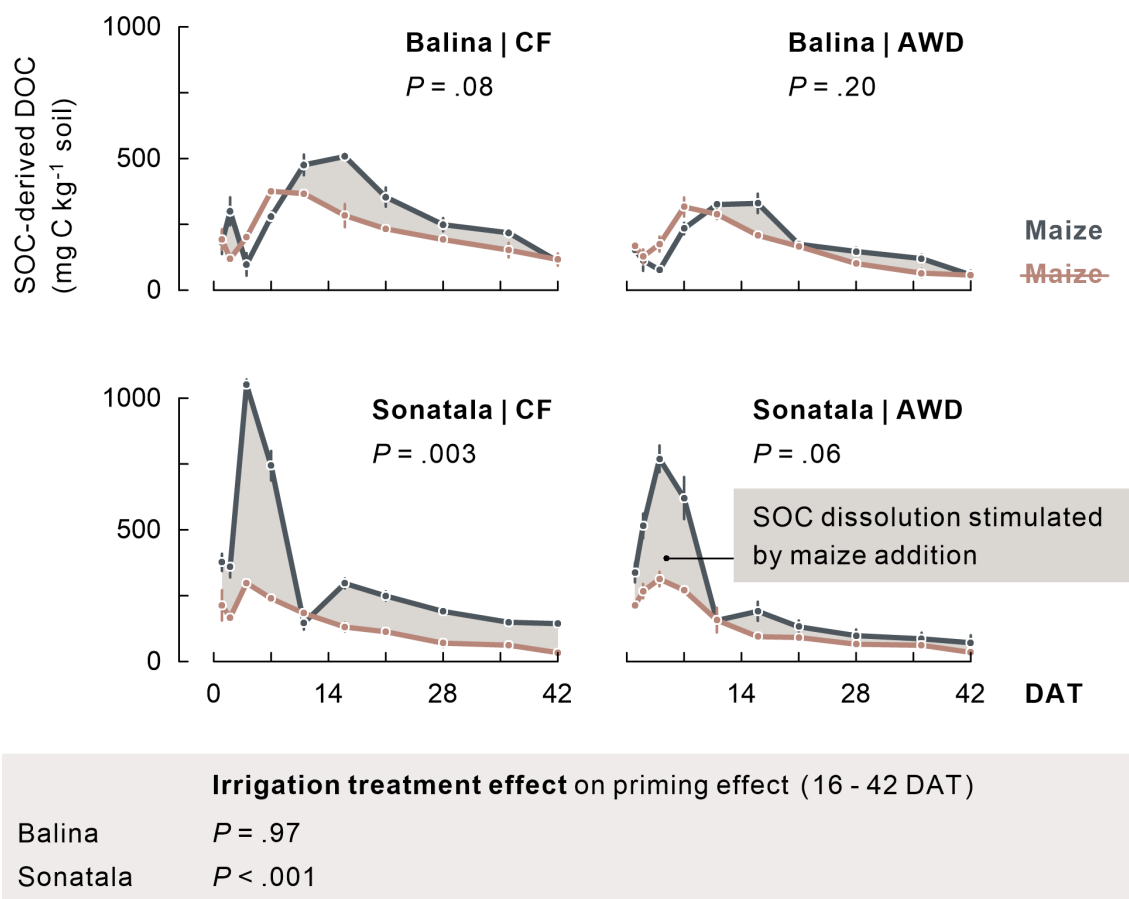 SOC-derived DOC
(mg C kg⁻¹ soil)
1000
500
0
Balina | CF
P = .08
Balina | AWD
P = .20
Maize
Maize
1000
500
0
Sonatala | CF
P = .003
Sonatala | AWD
P = .06
SOC dissolution stimulated
by maize addition
0 14 28 42 14 28 42 DAT
Irrigation treatment effect on priming effect (16 - 42 DAT)
Balina P = .97
Sonatala P < .001